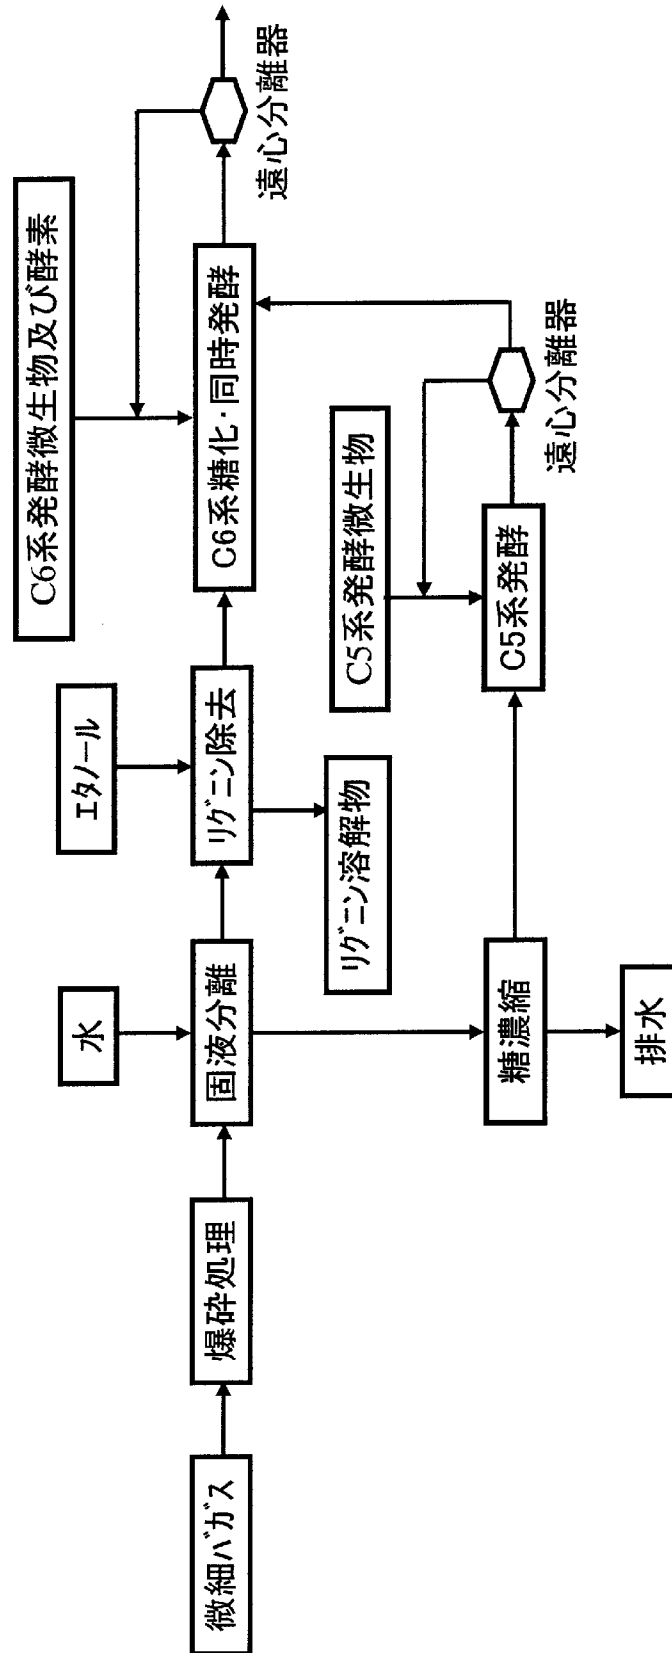 微細バガス
爆砕処理
水
固液分離
エタノール
リグニン除去
リグニン溶解物
C6系発酵微生物及び酵素
C6系糖化・同時発酵
遠心分離器
糖濃縮
排水
C5系発酵微生物
C5系発酵
遠心分離器